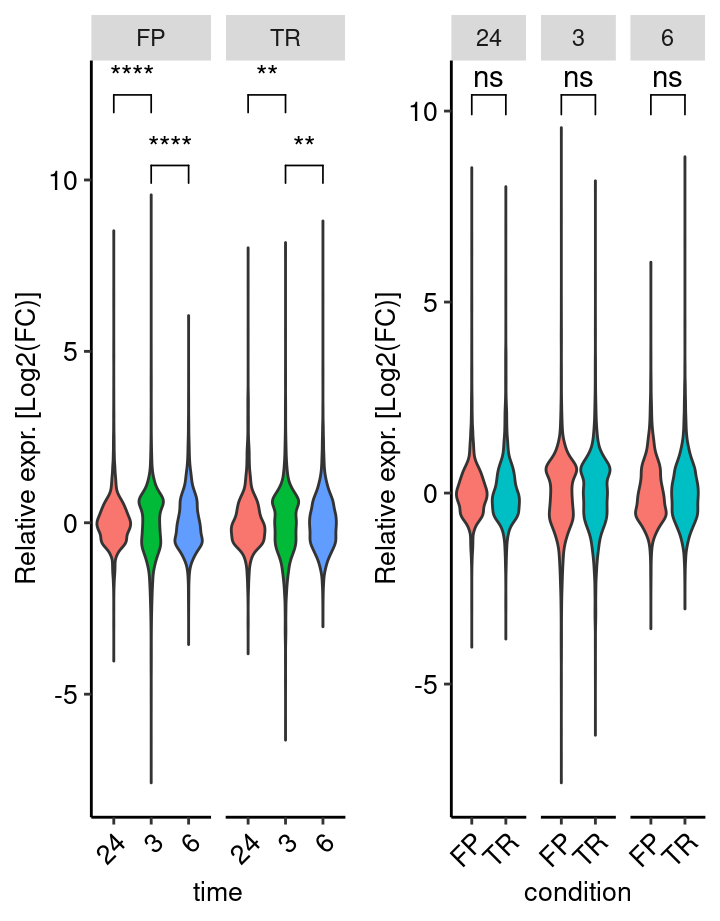 FP TR
**** **
**** **
10
5
0
-5
Relative expr. [Log2(FC)]
24 3 6 24 3 6
time
24 3 6
ns ns ns
10
5
0
-5
Relative expr. [Log2(FC)]
FP TR FP TR FP TR
condition